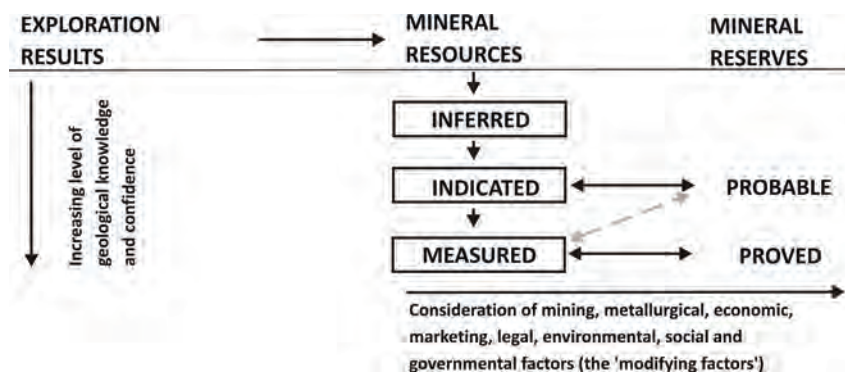 EXPLORATION
RESULTS
MINERAL
RESOURCES
MINERAL
RESERVES
INFERRED
Increasing level of
geological knowledge
and confidence
INDICATED
PROBABLE
MEASURED
PROVED
Consideration of mining, metallurgical, economic,
marketing, legal, environmental, social and
governmental factors (the 'modifying factors')